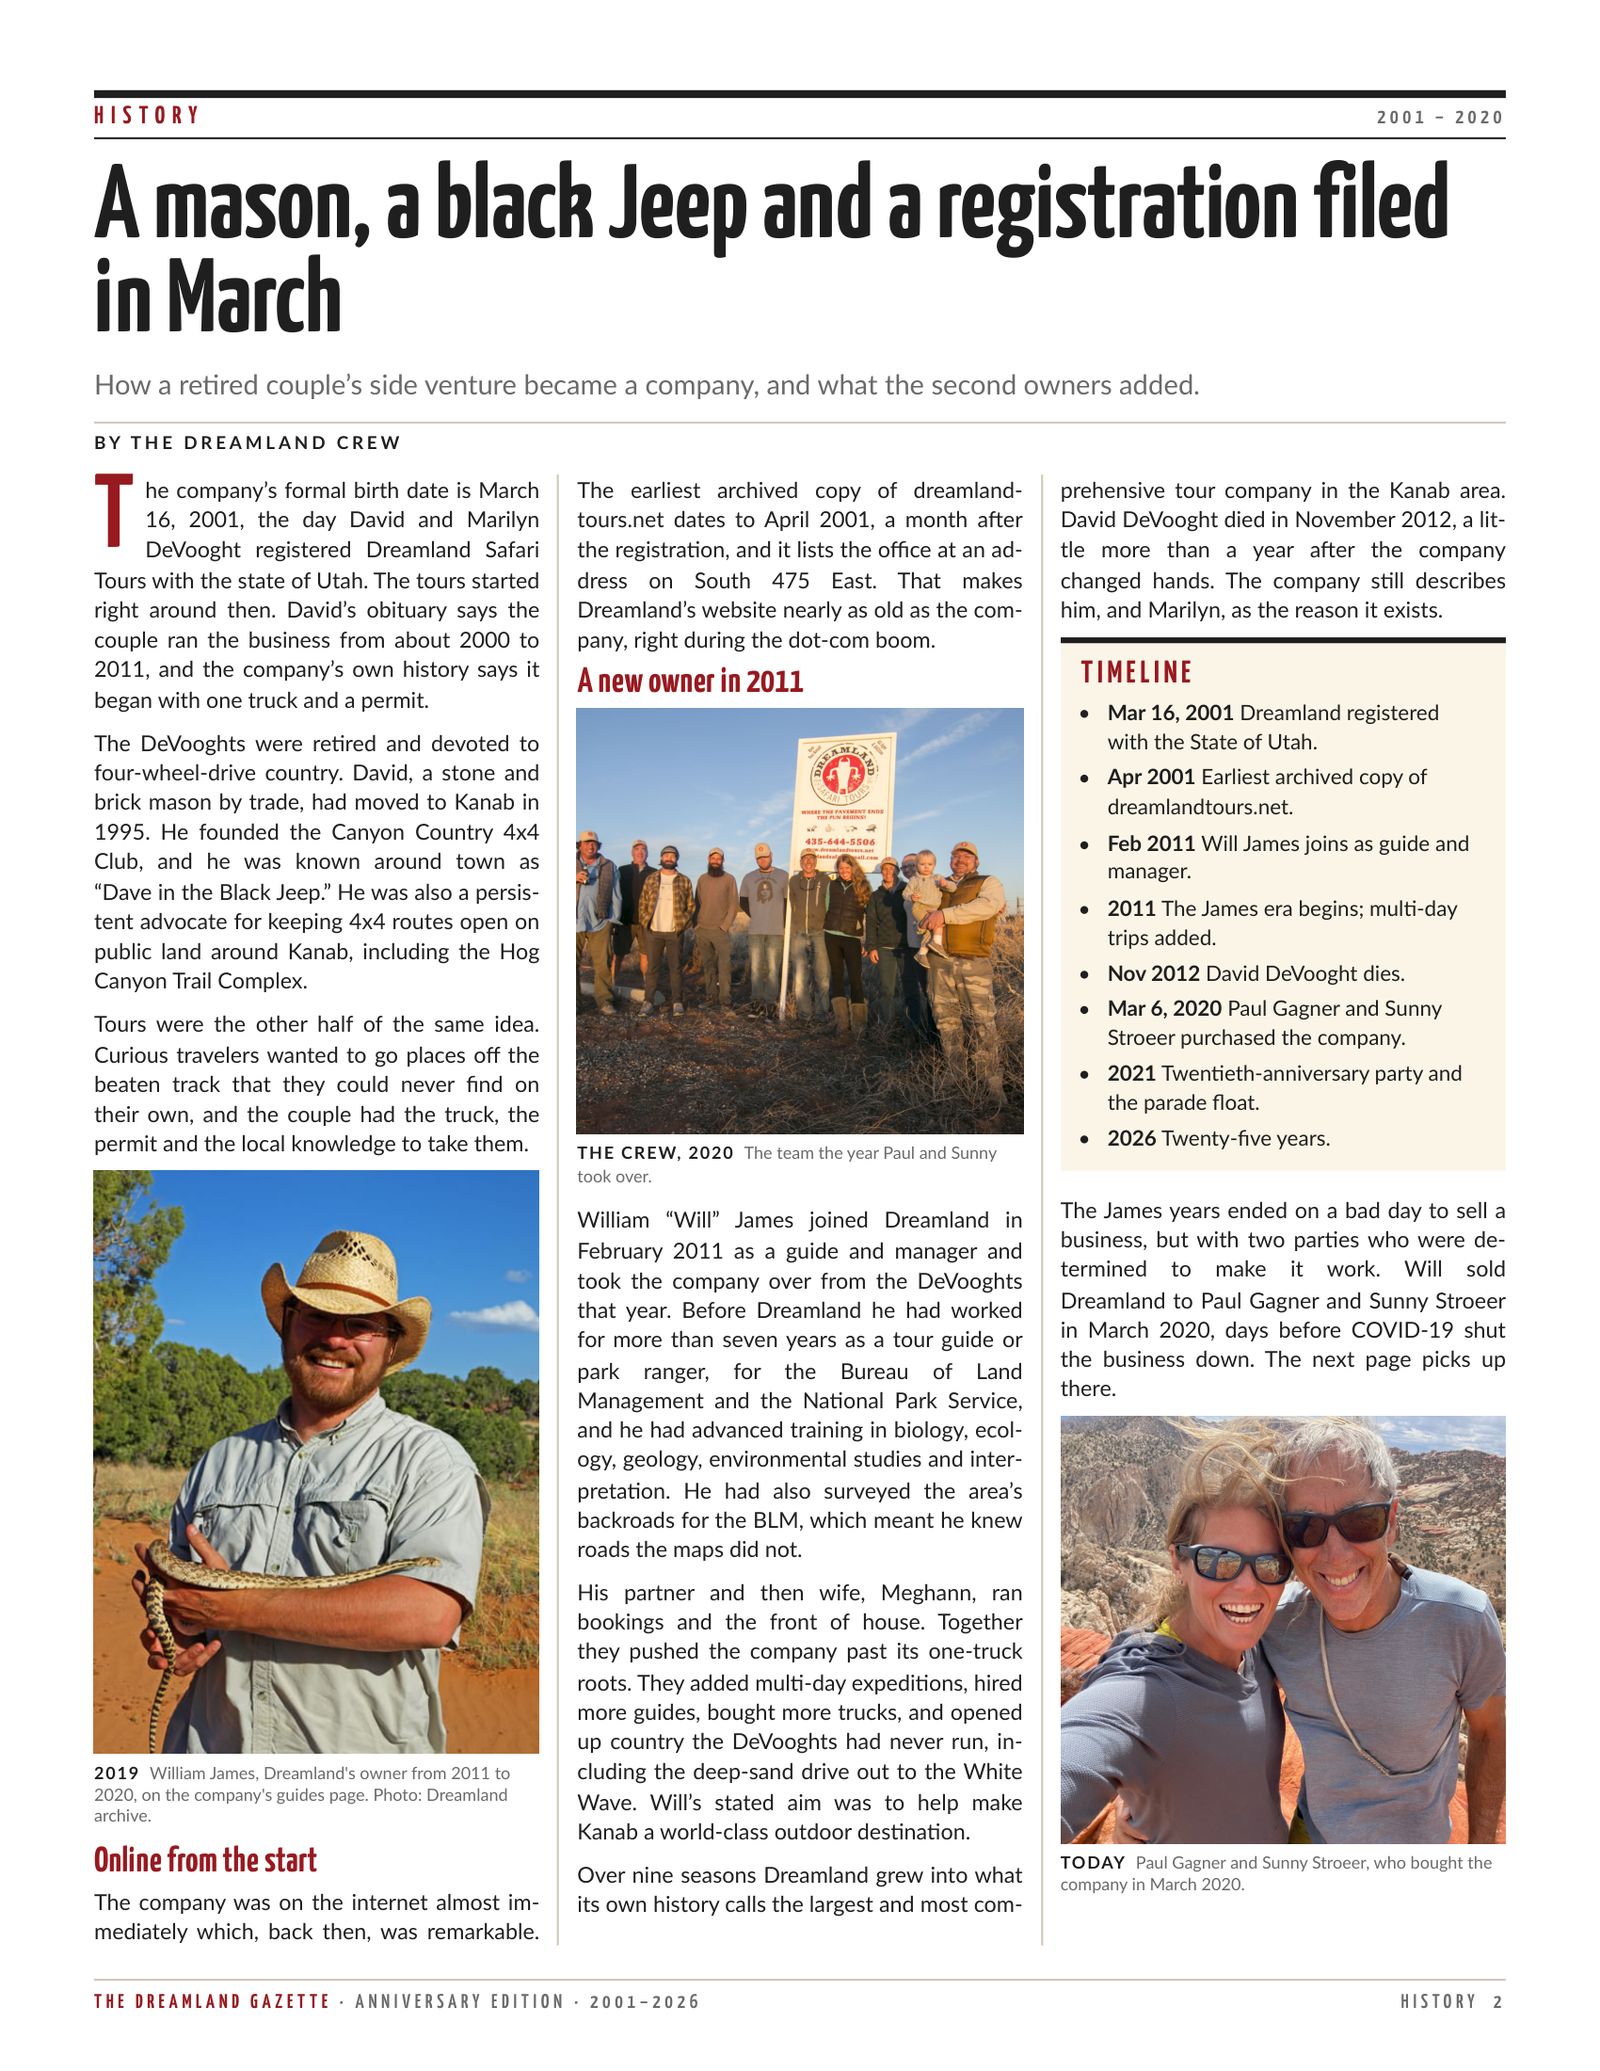 HISTORY
2001 – 2020
A mason, a black Jeep and a registration filed
in March
How a retired couple’s side venture became a company, and what the second owners added.
BY THE DREAMLAND CREW
The company’s formal birth date is March
16, 2001, the day David and Marilyn
DeVooght registered Dreamland Safari
Tours with the state of Utah. The tours started
right around then. David’s obituary says the
couple ran the business from about 2000 to
2011, and the company’s own history says it
began with one truck and a permit.
The DeVooghts were retired and devoted to
four-wheel-drive country. David, a stone and
brick mason by trade, had moved to Kanab in
1995. He founded the Canyon Country 4x4
Club, and he was known around town as
“Dave in the Black Jeep.” He was also a persis-
tent advocate for keeping 4x4 routes open on
public land around Kanab, including the Hog
Canyon Trail Complex.
Tours were the other half of the same idea.
Curious travelers wanted to go places off the
beaten track that they could never find on
their own, and the couple had the truck, the
permit and the local knowledge to take them.
2019 William James, Dreamland's owner from 2011 to
2020, on the company's guides page. Photo: Dreamland
archive.
Online from the start
The company was on the internet almost im-
mediately which, back then, was remarkable.
The earliest archived copy of dreamland-
tours.net dates to April 2001, a month after
the registration, and it lists the office at an ad-
dress on South 475 East. That makes
Dreamland’s website nearly as old as the com-
pany, right during the dot-com boom.
A new owner in 2011
DREAMLAND
SAFARI TOURS
WHERE THE PAVEMENT ENDS
THE FUN BEGINS!
435-644-5506
www.dreamlandtours.net
THE CREW, 2020 The team the year Paul and Sunny
took over.
William “Will” James joined Dreamland in
February 2011 as a guide and manager and
took the company over from the DeVooghts
that year. Before Dreamland he had worked
for more than seven years as a tour guide or
park ranger, for the Bureau of Land
Management and the National Park Service,
and he had advanced training in biology, ecol-
ogy, geology, environmental studies and inter-
pretation. He had also surveyed the area’s
backroads for the BLM, which meant he knew
roads the maps did not.
His partner and then wife, Meghann, ran
bookings and the front of house. Together
they pushed the company past its one-truck
roots. They added multi-day expeditions, hired
more guides, bought more trucks, and opened
up country the DeVooghts had never run, in-
cluding the deep-sand drive out to the White
Wave. Will’s stated aim was to help make
Kanab a world-class outdoor destination.
Over nine seasons Dreamland grew into what
its own history calls the largest and most com-
prehensive tour company in the Kanab area.
David DeVooght died in November 2012, a lit-
tle more than a year after the company
changed hands. The company still describes
him, and Marilyn, as the reason it exists.
TIMELINE
• Mar 16, 2001 Dreamland registered
with the State of Utah.
• Apr 2001 Earliest archived copy of
dreamlandtours.net.
• Feb 2011 Will James joins as guide and
manager.
• 2011 The James era begins; multi-day
trips added.
• Nov 2012 David DeVooght dies.
• Mar 6, 2020 Paul Gagner and Sunny
Stroeer purchased the company.
• 2021 Twentieth-anniversary party and
the parade float.
• 2026 Twenty-five years.
The James years ended on a bad day to sell a
business, but with two parties who were de-
termined to make it work. Will sold
Dreamland to Paul Gagner and Sunny Stroeer
in March 2020, days before COVID-19 shut
the business down. The next page picks up
there.
TODAY Paul Gagner and Sunny Stroeer, who bought the
company in March 2020.
THE DREAMLAND GAZETTE · ANNIVERSARY EDITION · 2001–2026
HISTORY 2